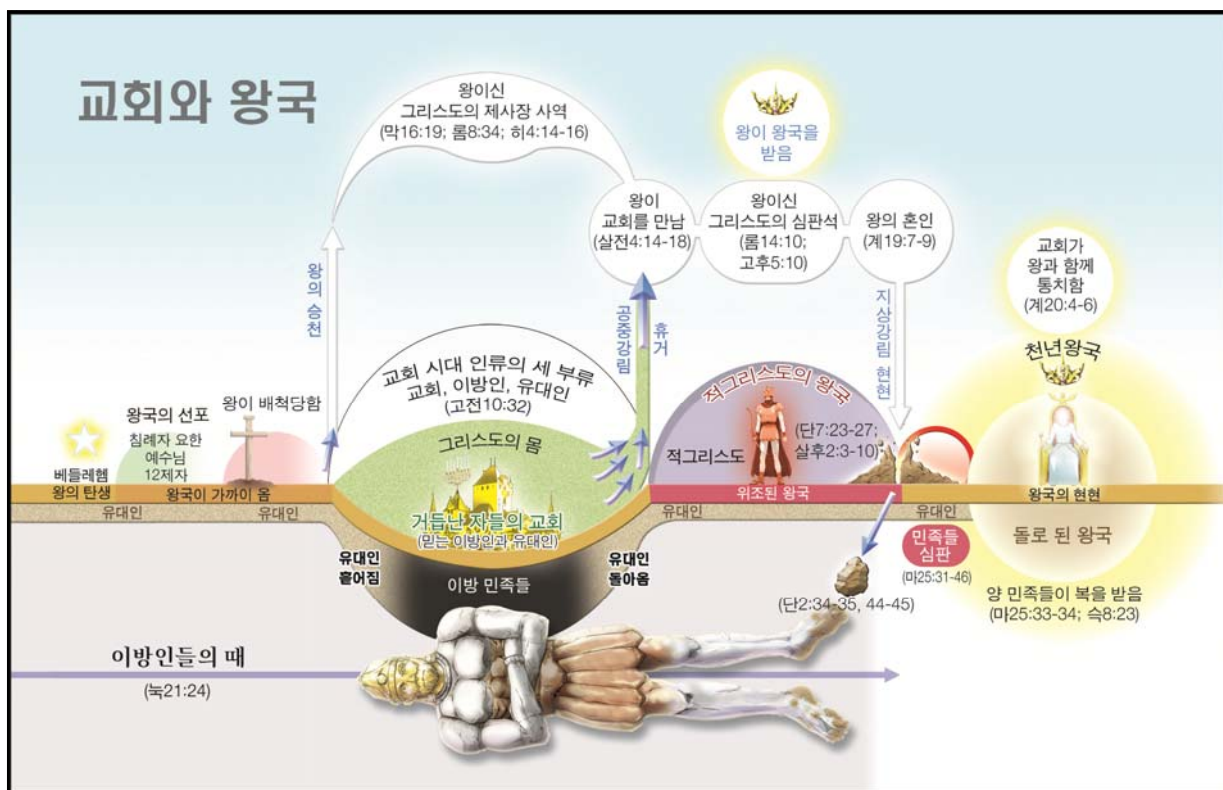 교회와 왕국
왕이신
그리스도의 제사장 사역
(막16:19; 롬8:34; 히4:14-16)
왕이 왕국을
받음
왕이
교회를 만남
(살전4:14-18)
왕이신
그리스도의 심판석
(롬14:10;
고후5:10)
왕의 혼인
(계19:7-9)
교회가
왕과 함께
통치함
(계20:4-6)
왕의 승천
공중강림
휴거
지상강림 현현
천년왕국
교회 시대 인류의 세 부류
교회, 이방인, 유대인
(고전10:32)
적그리스도의 왕국
왕국의 선포
왕이 배척당함
침례자 요한
예수님
12제자
그리스도의 몸
적그리스도
(단7:23-27;
살후2:3-10)
베들레헴
왕의 탄생
왕국이 가까이 옴
위조된 왕국
왕국의 현현
유대인
유대인
유대인
유대인
거듭난 자들의 교회
(믿는 이방인과 유대인)
돌로 된 왕국
민족들
심판
(마25:31-46)
유대인
흩어짐
이방 민족들
유대인
돌아옴
(단2:34-35, 44-45)
양 민족들이 복을 받음
(마25:33-34; 슥8:23)
이방인들의 때
(눅21:24)